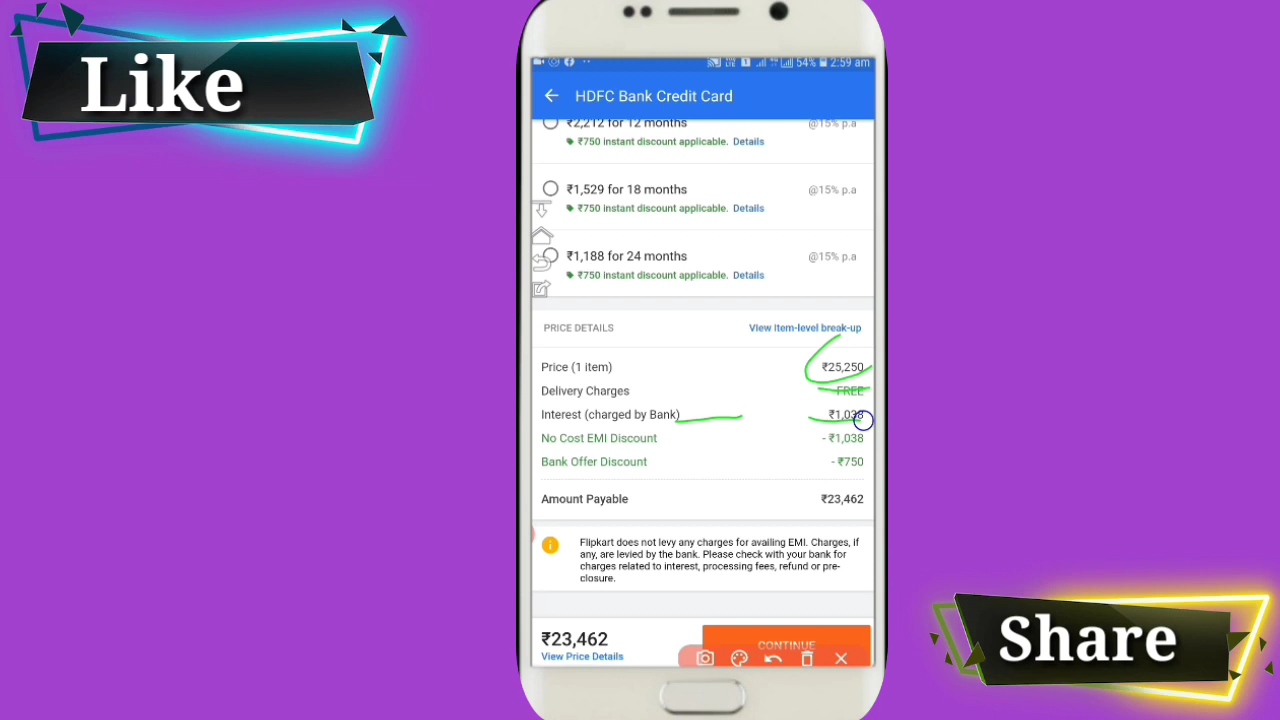 Like
54% 2:59 am
HDFC Bank Credit Card
₹2,212 for 12 months @15% p.a
₹750 instant discount applicable. Details
₹1,529 for 18 months @15% p.a
₹750 instant discount applicable. Details
₹1,188 for 24 months @15% p.a
₹750 instant discount applicable. Details
PRICE DETAILS View item-level break-up
Price (1 item) ₹25,250
Delivery Charges FREE
Interest (charged by Bank) ₹1,038
No Cost EMI Discount - ₹1,038
Bank Offer Discount - ₹750
Amount Payable ₹23,462
Flipkart does not levy any charges for availing EMI. Charges, if
any, are levied by the bank. Please check with your bank for
charges related to interest, processing fees, refund or pre-
closure.
₹23,462 CONTINUE
View Price Details
Share